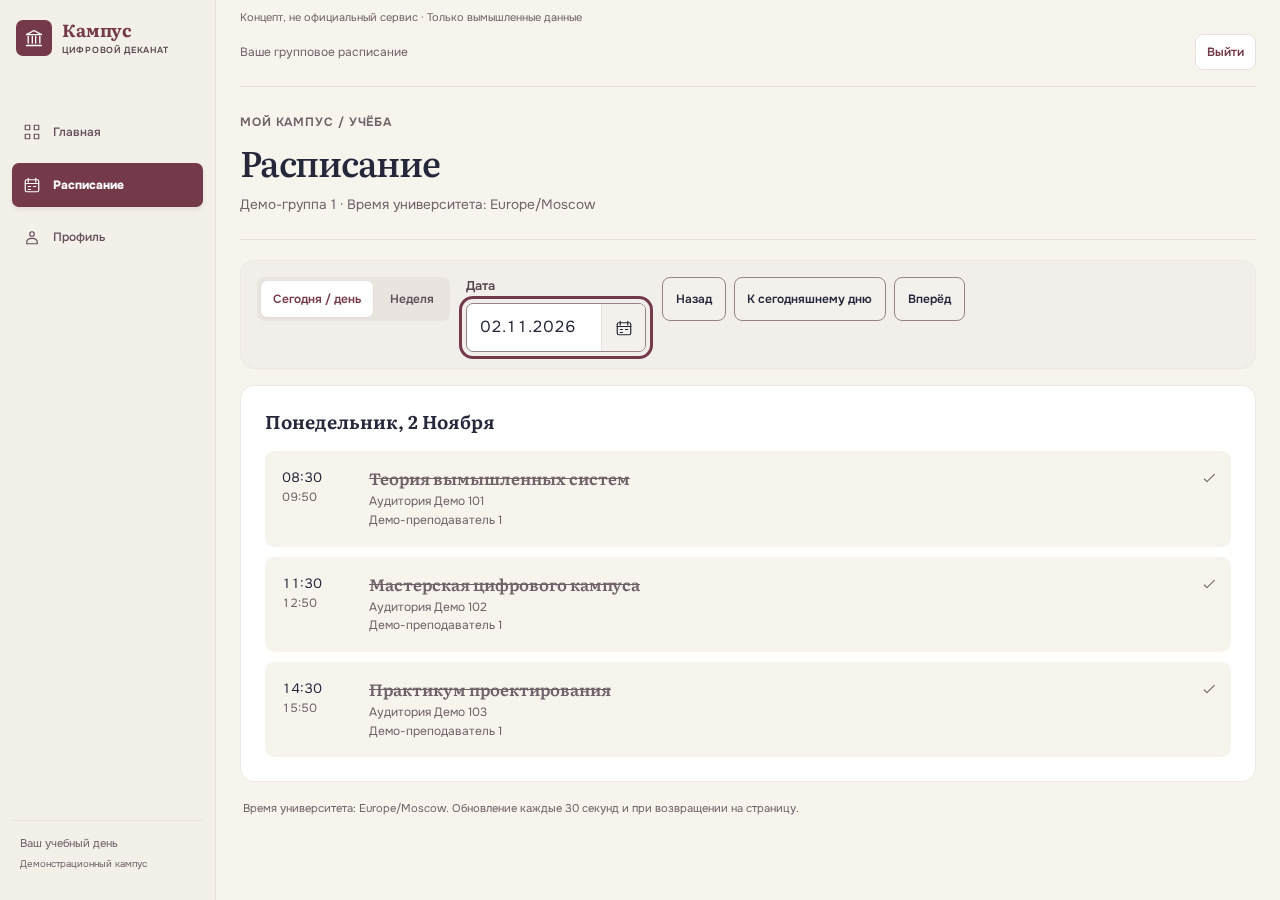 Кампус
ЦИФРОВОЙ ДЕКАНАТ
Главная
Расписание
Профиль
Ваш учебный день
Демонстрационный кампус
Концепт, не официальный сервис · Только вымышленные данные
Ваше групповое расписание
Выйти
МОЙ КАМПУС / УЧЁБА
Расписание
Демо-группа 1 · Время университета: Europe/Moscow
Сегодня / день
Неделя
Дата
02.11.2026
Назад
К сегодняшнему дню
Вперёд
Понедельник, 2 Ноября
08:30
09:50
Теория вымышленных систем
Аудитория Демо 101
Демо-преподаватель 1
11:30
12:50
Мастерская цифрового кампуса
Аудитория Демо 102
Демо-преподаватель 1
14:30
15:50
Практикум проектирования
Аудитория Демо 103
Демо-преподаватель 1
Время университета: Europe/Moscow. Обновление каждые 30 секунд и при возвращении на страницу.